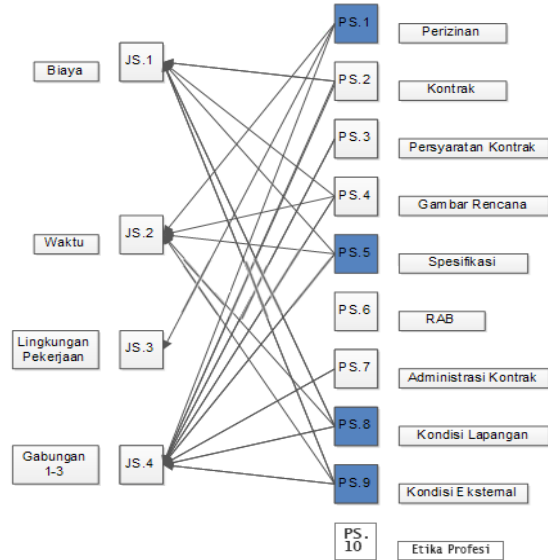 PS.1
Perizinan
Biaya
JS.1
PS.2
Kontrak
PS.3
Persyaratan Kontrak
PS.4
Gambar Rencana
Waktu
JS.2
PS.5
Spesifikasi
PS.6
RAB
Lingkungan
Pekerjaan
JS.3
PS.7
Administrasi Kontrak
PS.8
Kondisi Lapangan
Gabungan
1-3
JS.4
PS.9
Kondisi Eksternal
PS.
10
Etika Profesi